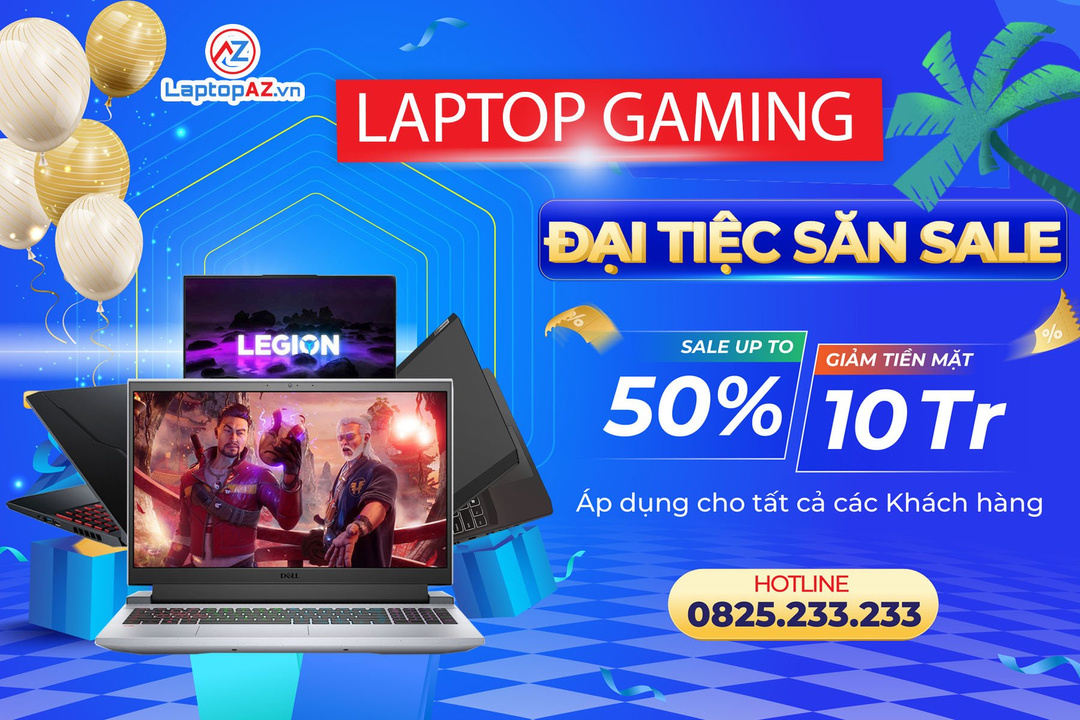 AZ
LaptopAZ.vn
LAPTOP GAMING
ĐẠI TIỆC SĂN SALE
%
%
SALE UP TO
50%
GIẢM TIỀN MẶT
10 Tr
Áp dụng cho tất cả các Khách hàng
LEGION
DELL
HOTLINE
0825.233.233